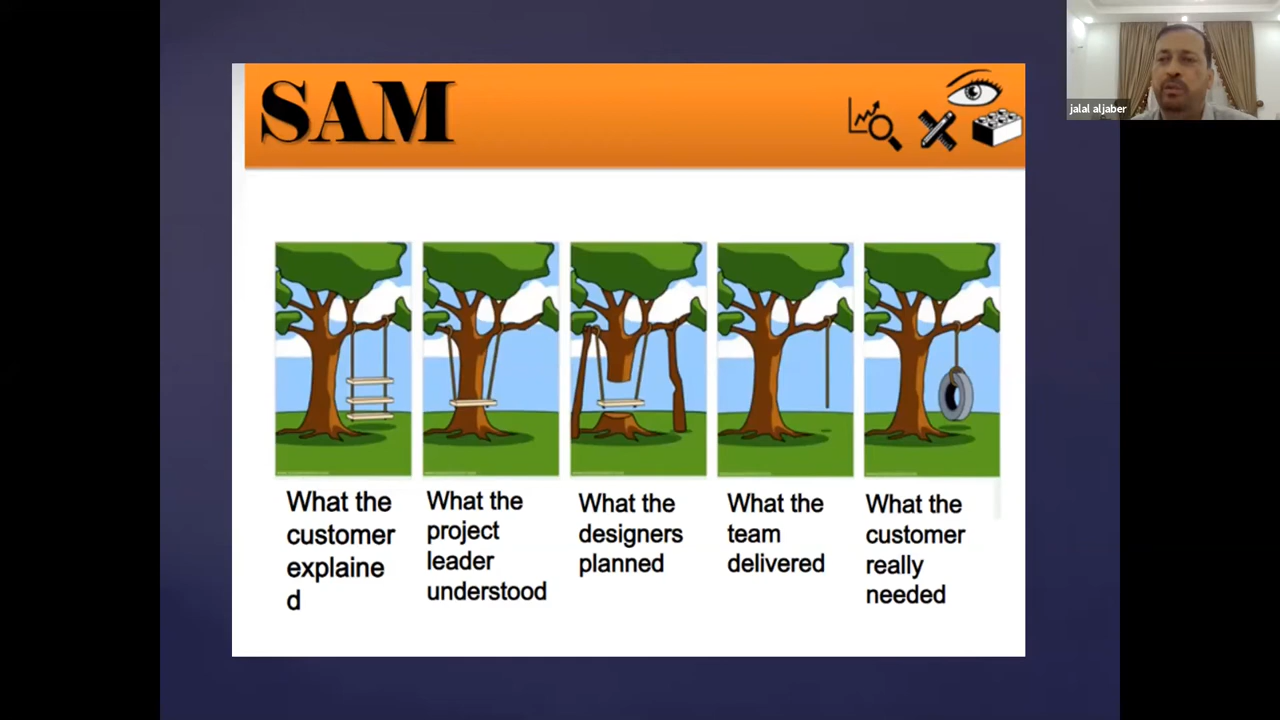 SAM
jalal aljaber
What the
customer
explaine
d
What the
project
leader
understood
What the
designers
planned
What the
team
delivered
What the
customer
really
needed